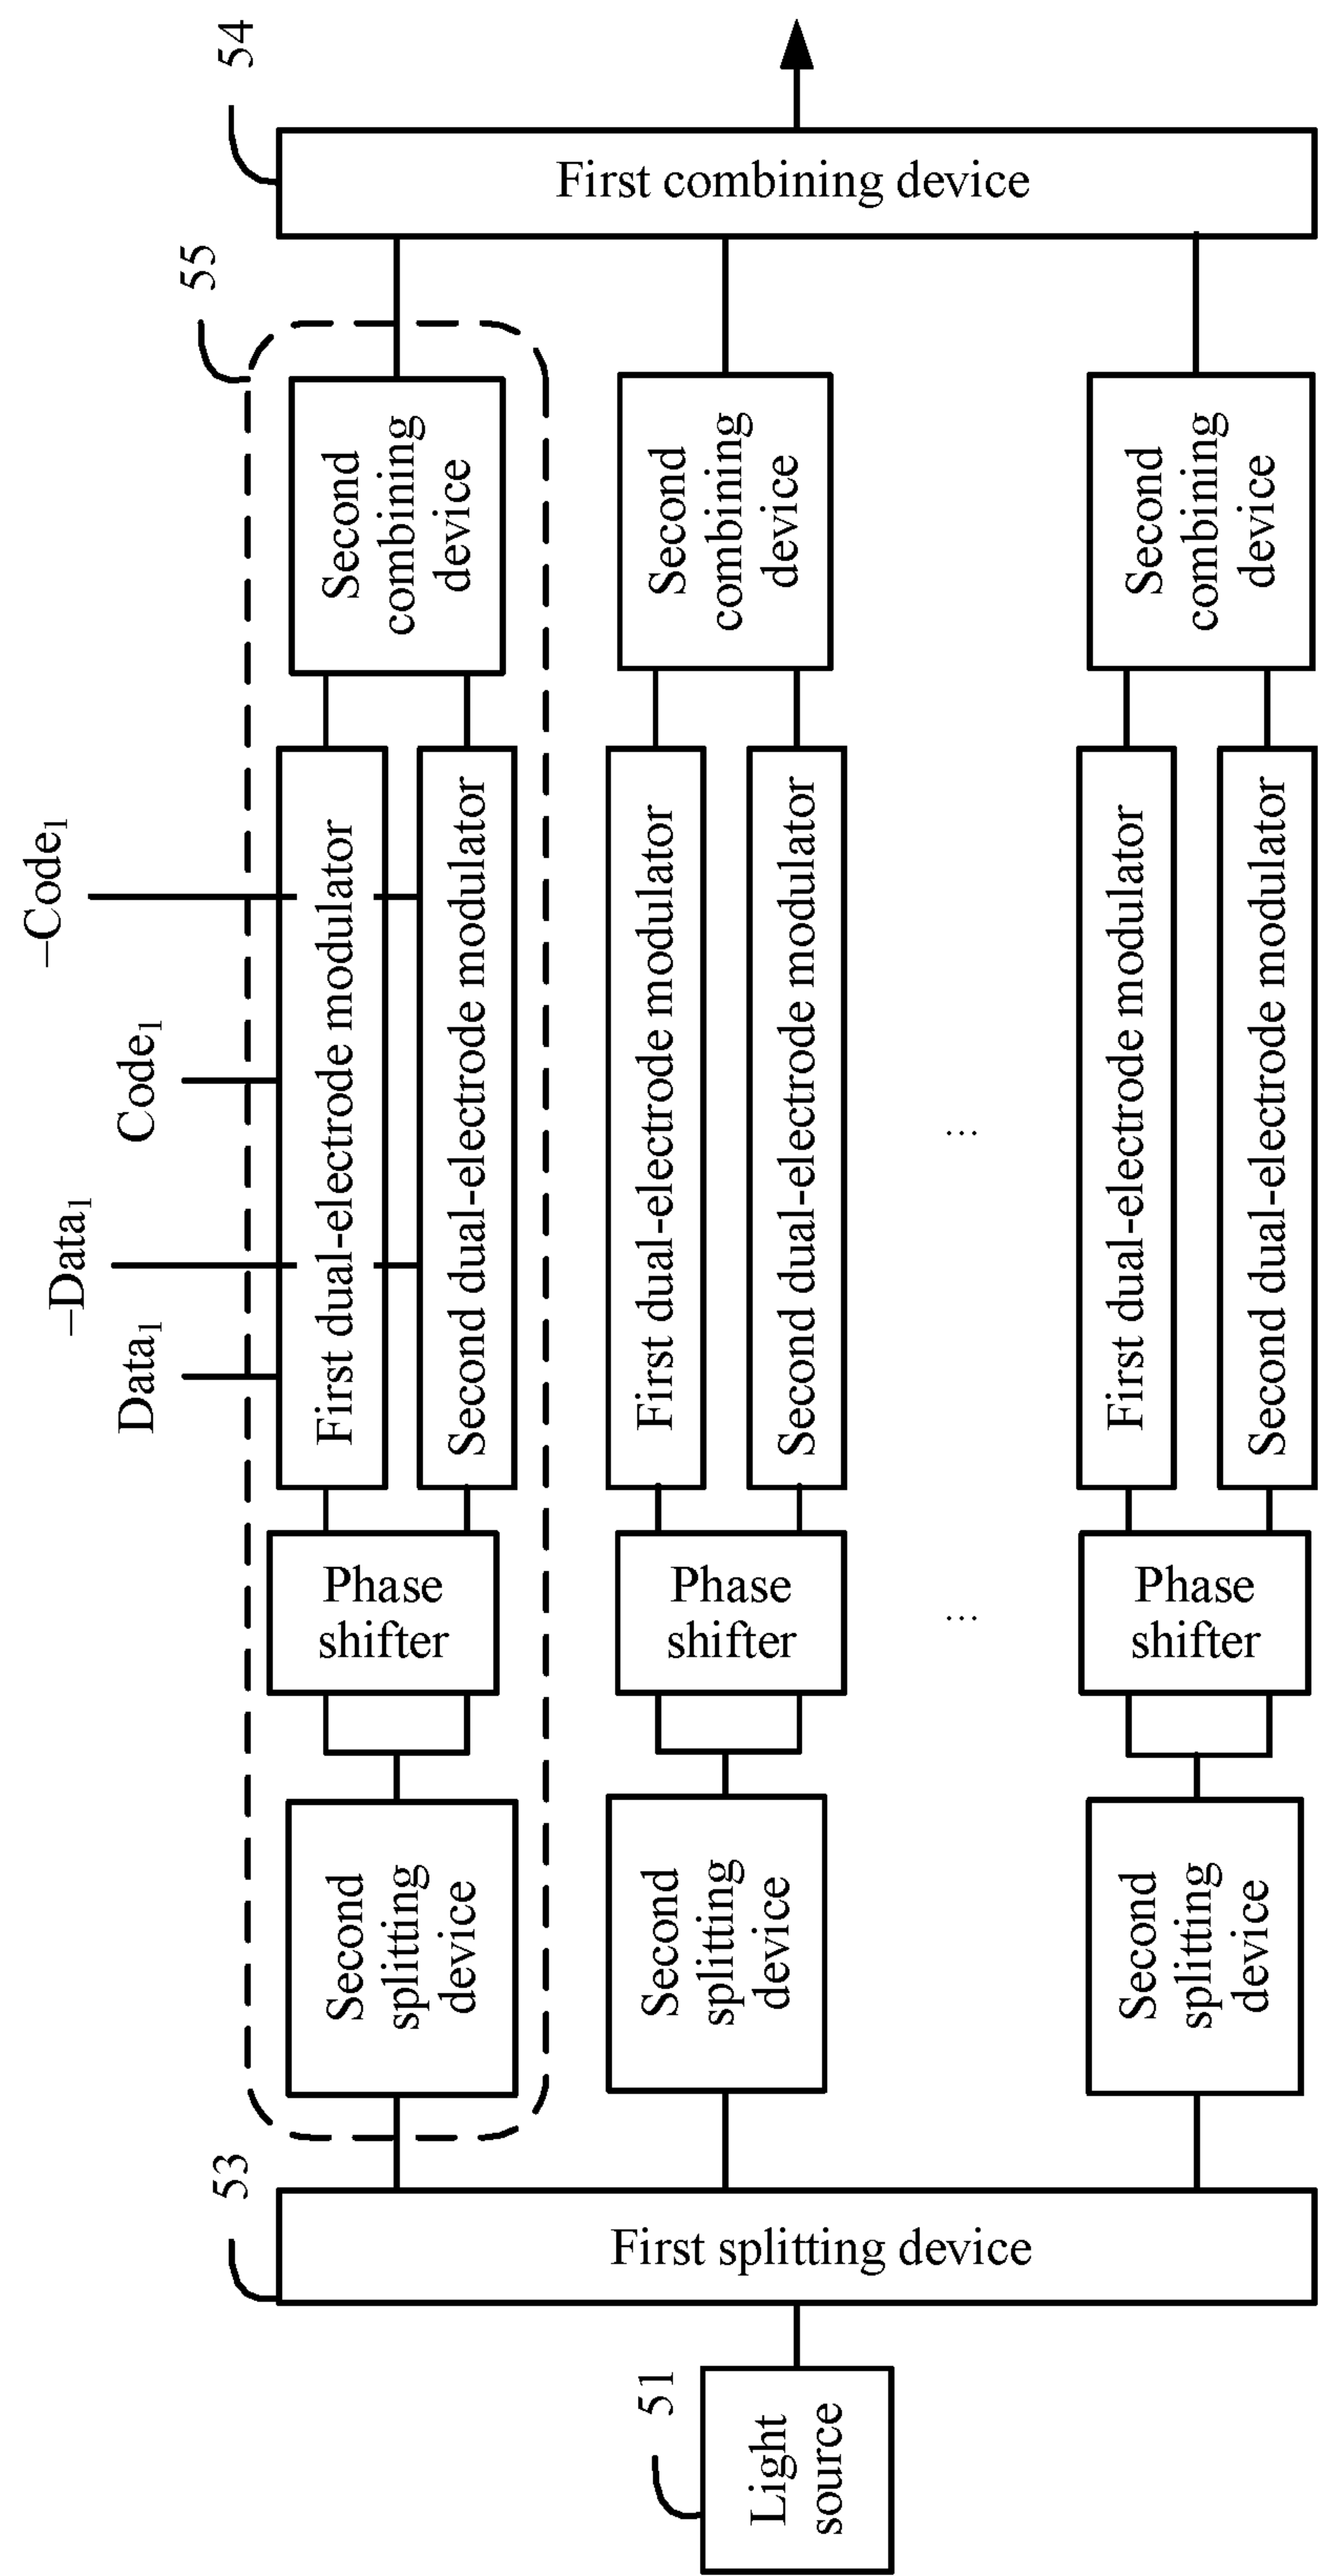 54
First combining device
55
Second
combining
device
Second
combining
device
Second
combining
device
–Code1
Code1
–Data1
Data1
First dual-electrode modulator
Second dual-electrode modulator
First dual-electrode modulator
Second dual-electrode modulator
...
First dual-electrode modulator
Second dual-electrode modulator
Phase
shifter
Phase
shifter
...
Phase
shifter
Second
splitting
device
Second
splitting
device
Second
splitting
device
53
First splitting device
51
Light
source